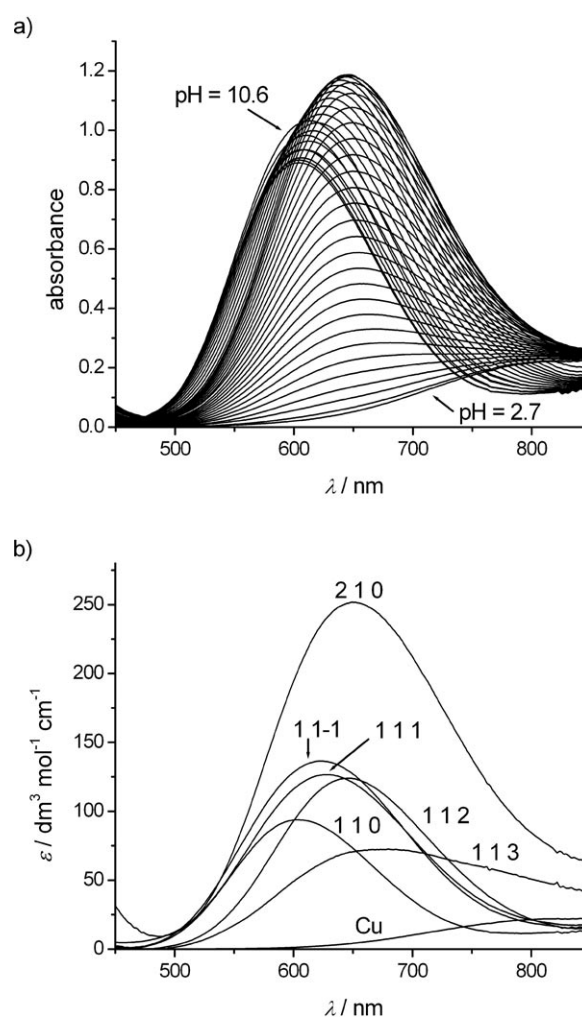 a)
1.2
pH = 10.6
1.0
0.8
absorbance
0.6
0.4
0.2
pH = 2.7
0.0
500 600 700 800
λ / nm
b)
250
2 1 0
200
ε / dm³ mol⁻¹ cm⁻¹
150
1 1-1 1 1 1
1 1 2
100
1 1 0
1 1 3
50
Cu
0
500 600 700 800
λ / nm